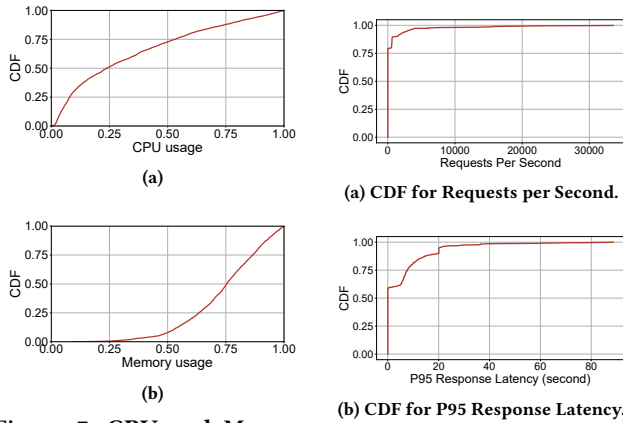 1.00
0.75
0.50
0.25
0.00
CDF
0.00 0.25 0.50 0.75 1.00
CPU usage
(a)
1.00
0.75
0.50
0.25
0.00
CDF
0.00 0.25 0.50 0.75 1.00
Memory usage
(b)
1.00
0.75
0.50
0.25
0.00
CDF
0 10000 20000 30000
Requests Per Second
(a) CDF for Requests per Second.
1.00
0.75
0.50
0.25
0.00
CDF
0 20 40 60 80
P95 Response Latency (second)
(b) CDF for P95 Response Latency.